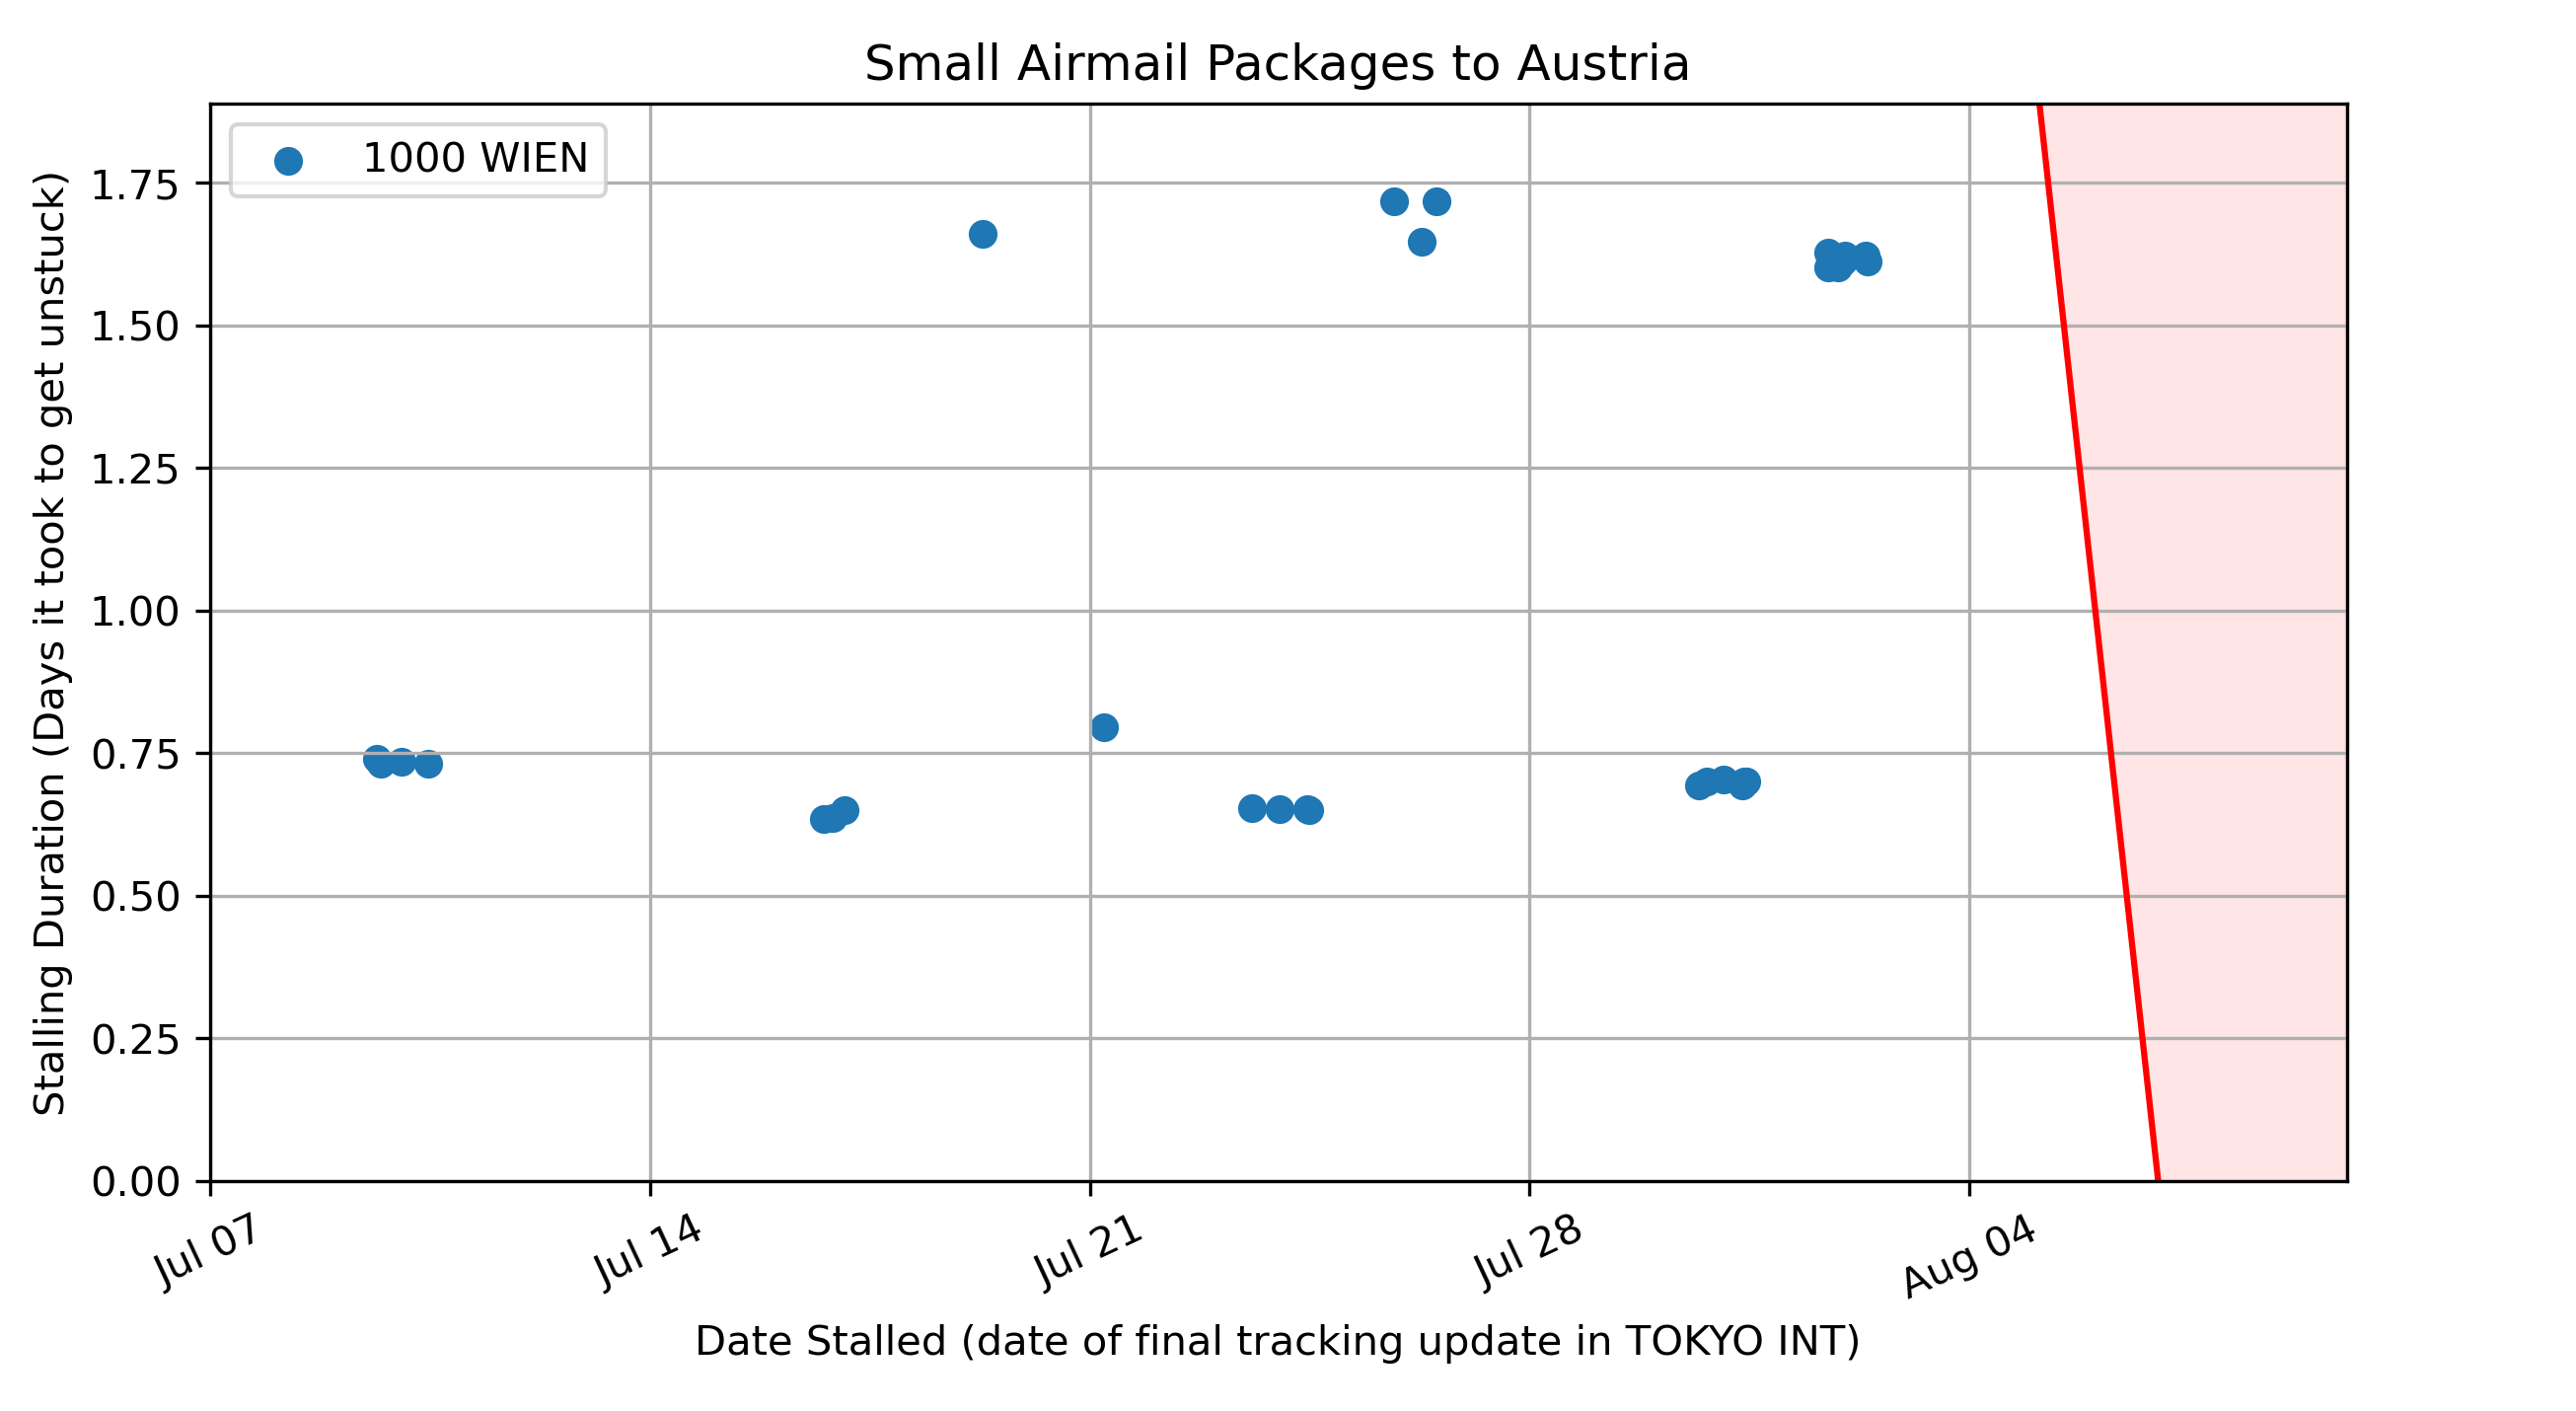 Small Airmail Packages to Austria
1000 WIEN
Stalling Duration (Days it took to get unstuck)
1.75
1.50
1.25
1.00
0.75
0.50
0.25
0.00
Jul 07
Jul 14
Jul 21
Jul 28
Aug 04
Date Stalled (date of final tracking update in TOKYO INT)